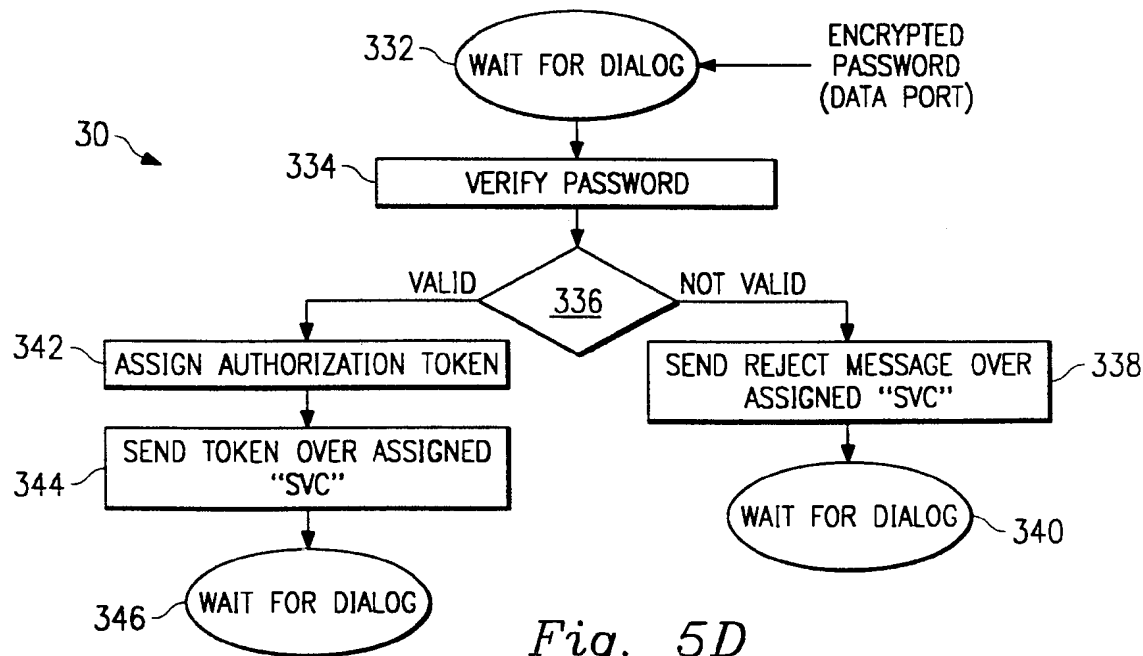 332
WAIT FOR DIALOG
ENCRYPTED
PASSWORD
(DATA PORT)
30
334
VERIFY PASSWORD
VALID
336
NOT VALID
342
ASSIGN AUTHORIZATION TOKEN
SEND REJECT MESSAGE OVER
ASSIGNED "SVC"
338
344
SEND TOKEN OVER ASSIGNED
"SVC"
WAIT FOR DIALOG
340
346
WAIT FOR DIALOG
Fig. 5D